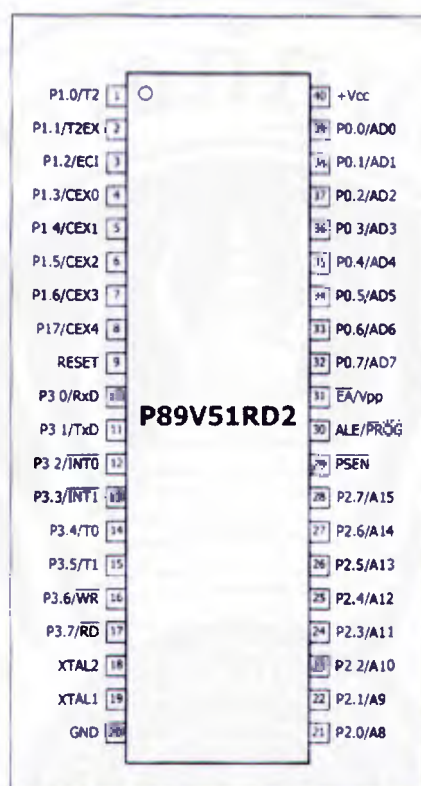 P1.0/T2 1
P1.1/T2EX 2
P1.2/ECI 3
P1.3/CEX0 4
P1 4/CEX1 5
P1.5/CEX2 6
P1.6/CEX3 7
P17/CEX4 8
RESET 9
P3 0/RxD
P3 1/TxD 11
P3 2/INT0 12
P3.3/INT1
P3.4/T0 14
P3.5/T1 15
P3.6/WR 16
P3.7/RD 17
XTAL2 18
XTAL1 19
GND 20
P89V51RD2
40 +Vcc
P0.0/AD0
P0.1/AD1
37 P0.2/AD2
36 P0 3/AD3
P0.4/AD4
34 P0.5/AD5
33 P0.6/AD6
32 P0.7/AD7
31 EA/Vpp
30 ALE/PROG
PSEN
28 P2.7/A15
27 P2.6/A14
26 P2.5/A13
25 P2.4/A12
24 P2.3/A11
P2 2/A10
22 P2.1/A9
21 P2.0/A8